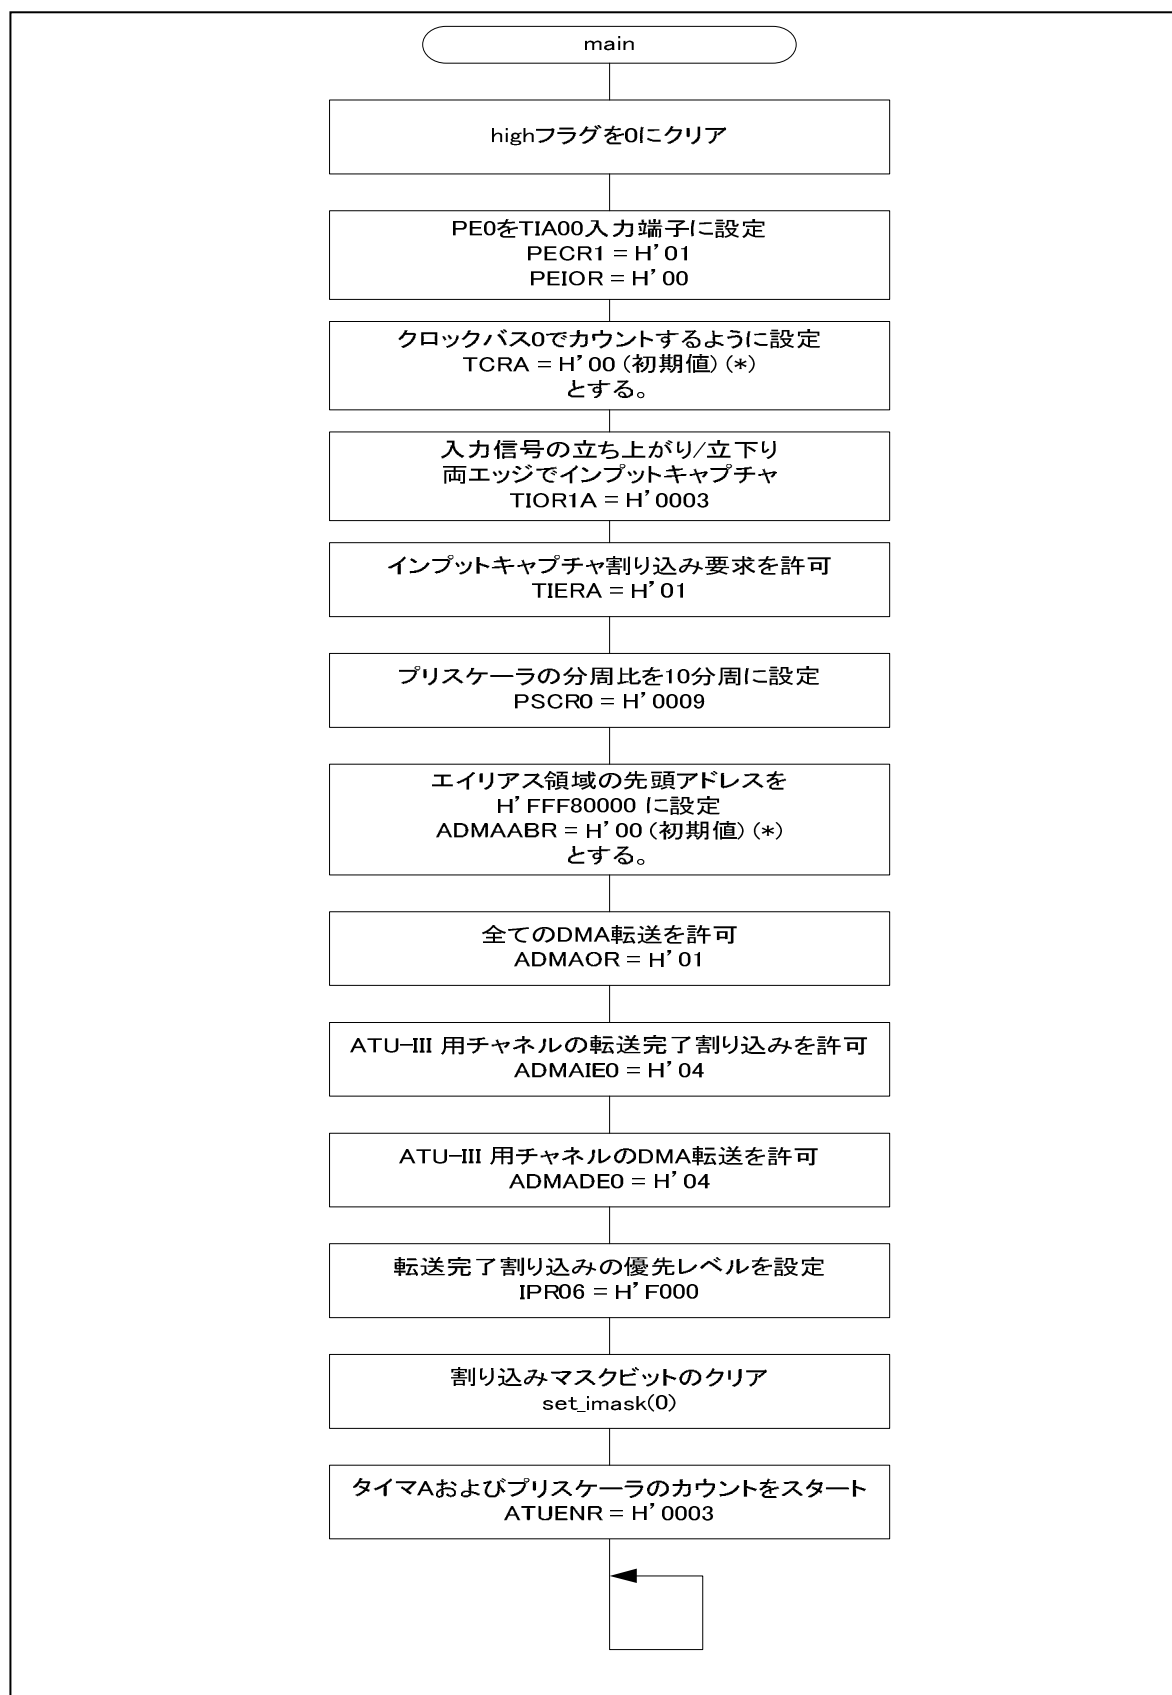 main
highフラグを0にクリア
PE0をTIA00入力端子に設定
PECR1 = H’01
PEIOR = H’00
クロックバス0でカウントするように設定
TCRA = H’00 (初期値) (*)
とする。
入力信号の立ち上がり/立下り
両エッジでインプットキャプチャ
TIOR1A = H’0003
インプットキャプチャ割り込み要求を許可
TIERA = H’01
プリスケーラの分周比を10分周に設定
PSCR0 = H’0009
エイリアス領域の先頭アドレスを
H’FFF80000 に設定
ADMAABR = H’00 (初期値) (*)
とする。
全てのDMA転送を許可
ADMAOR = H’01
ATU-III 用チャネルの転送完了割り込みを許可
ADMAIE0 = H’04
ATU-III 用チャネルのDMA転送を許可
ADMADE0 = H’04
転送完了割り込みの優先レベルを設定
IPR06 = H’F000
割り込みマスクビットのクリア
set_imask(0)
タイマAおよびプリスケーラのカウントをスタート
ATUENR = H’0003